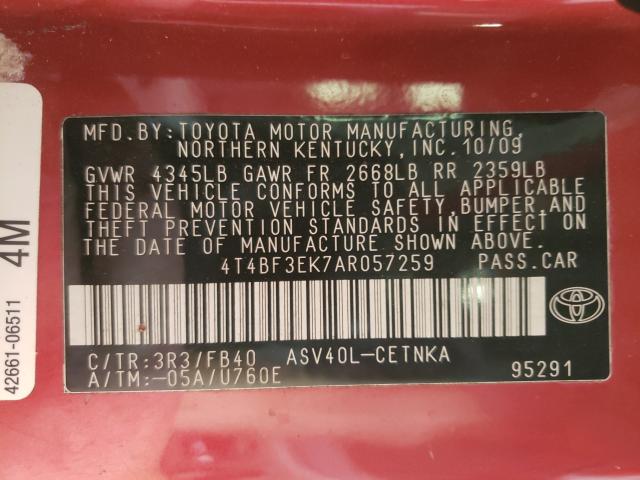 MFD.BY:TOYOTA MOTOR MANUFACTURING,
NORTHERN KENTUCKY,INC.10/09
GVWR 4345LB GAWR FR 2668LB RR 2359LB
THIS VEHICLE CONFORMS TO ALL APPLICABLE
FEDERAL MOTOR VEHICLE SAFETY,BUMPER,AND
THEFT PREVENTION STANDARDS IN EFFECT ON
THE DATE OF MANUFACTURE SHOWN ABOVE.
4T4BF3EK7AR057259 PASS.CAR
C/TR:3R3/FB40 ASV40L-CETNKA
A/TM:-05A/U760E 95291
TOYOTA
42661-06511 4M